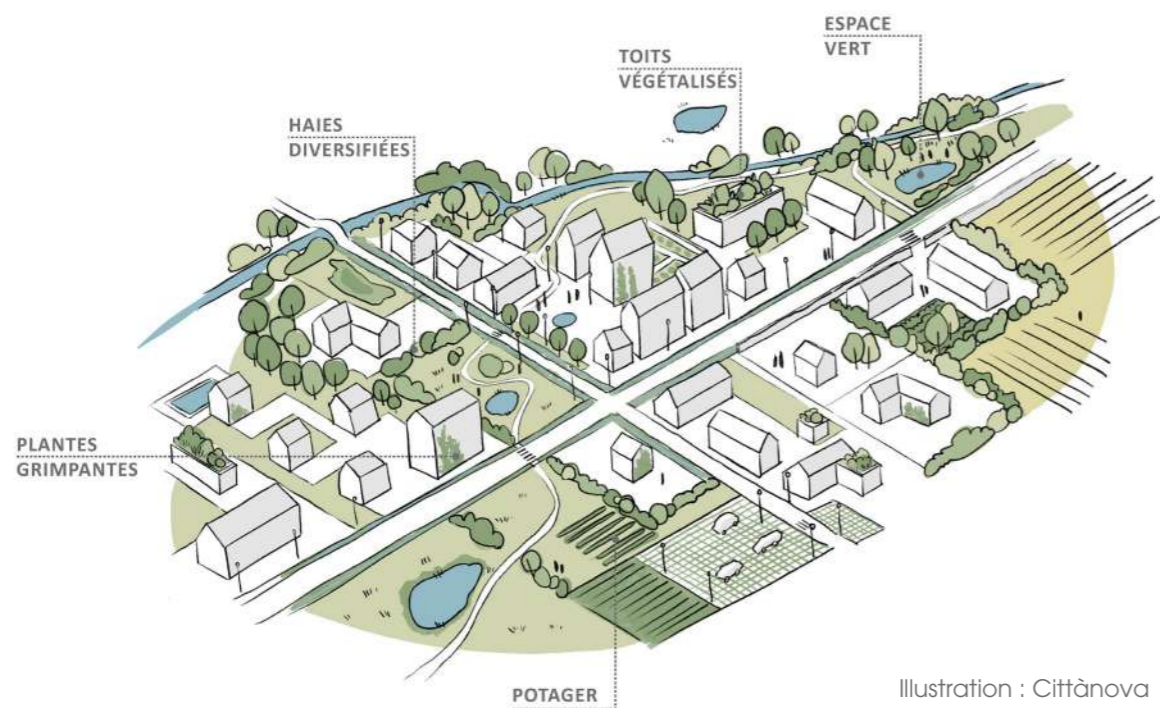 ESPACE
VERT
TOITS
VÉGÉTALISÉS
HAIES
DIVERSIFIÉES
PLANTES
GRIMPANTES
POTAGER
Illustration : Cittànova